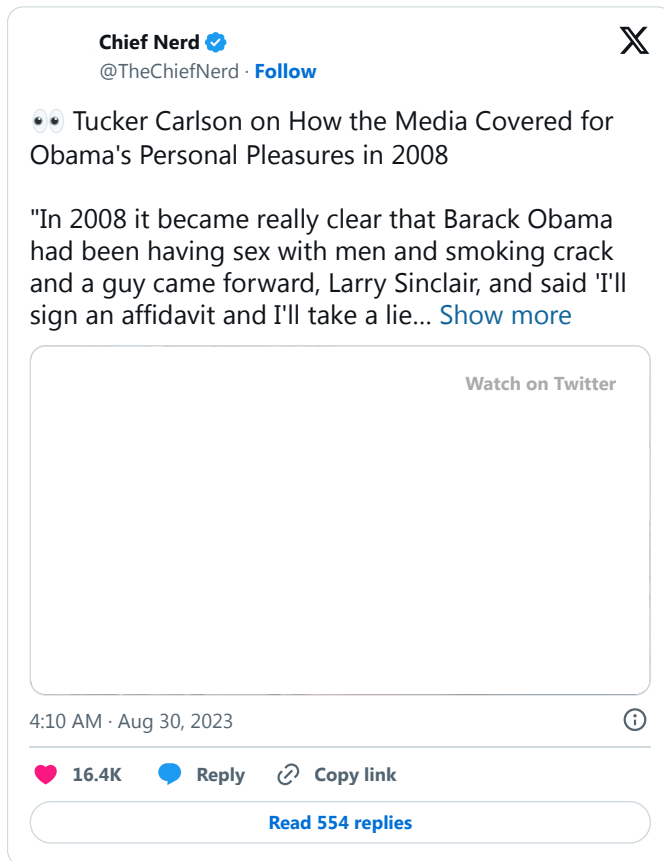 Chief Nerd
@TheChiefNerd · Follow
👀 Tucker Carlson on How the Media Covered for
Obama's Personal Pleasures in 2008
"In 2008 it became really clear that Barack Obama
had been having sex with men and smoking crack
and a guy came forward, Larry Sinclair, and said 'I'll
sign an affidavit and I'll take a lie... Show more
Watch on Twitter
4:10 AM · Aug 30, 2023
16.4K Reply Copy link
Read 554 replies